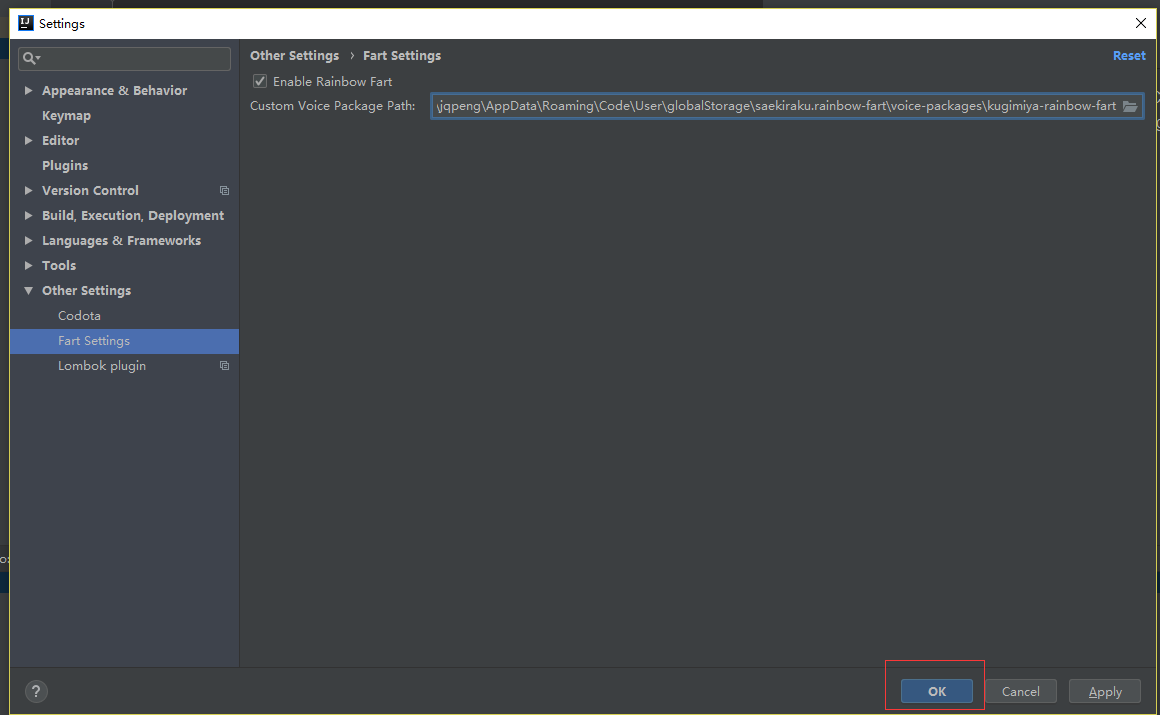 IJ Settings
Other Settings › Fart Settings
Reset
Enable Rainbow Fart
Custom Voice Package Path: \jqpeng\AppData\Roaming\Code\User\globalStorage\saekiraku.rainbow-fart\voice-packages\kugimiya-rainbow-fart
Appearance & Behavior
Keymap
Editor
Plugins
Version Control
Build, Execution, Deployment
Languages & Frameworks
Tools
Other Settings
Codota
Fart Settings
Lombok plugin
os
?
OK
Cancel
Apply